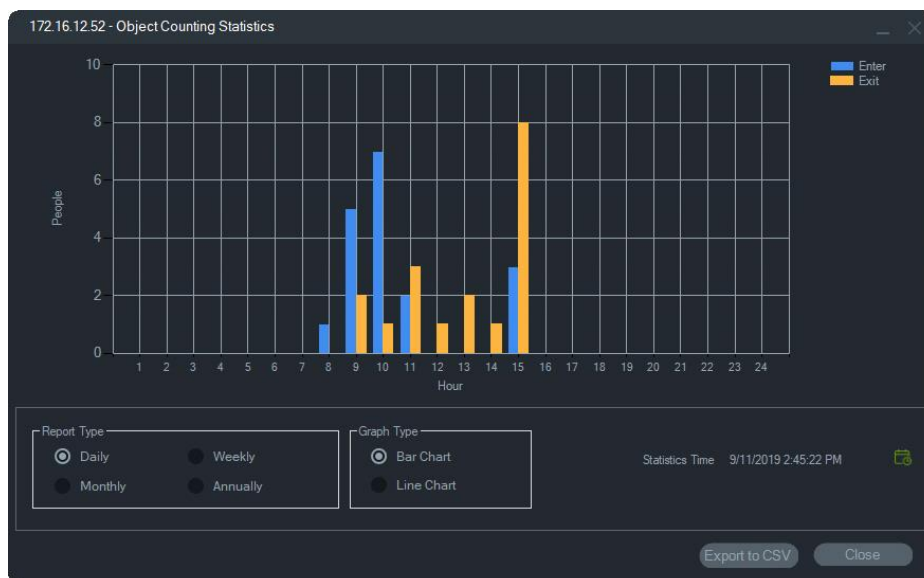 172.16.12.52 - Object Counting Statistics
10
8
6
4
2
0
People
1 2 3 4 5 6 7 8 9 10 11 12 13 14 15 16 17 18 19 20 21 22 23 24
Hour
Enter
Exit
Report Type
Daily
Weekly
Monthly
Annually
Graph Type
Bar Chart
Line Chart
Statistics Time 9/11/2019 2:45:22 PM
Export to CSV
Close